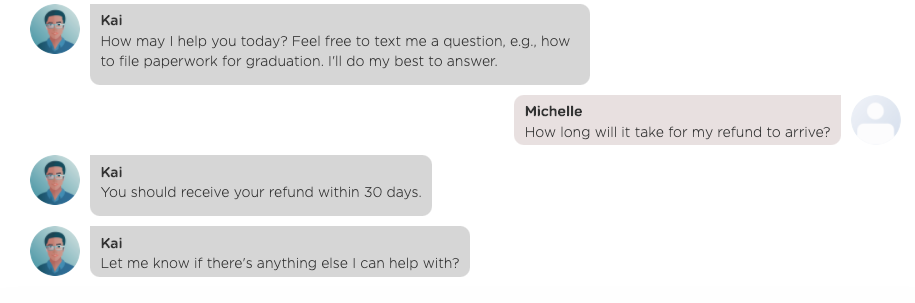 Kai
How may I help you today? Feel free to text me a question, e.g., how
to file paperwork for graduation. I'll do my best to answer.
Michelle
How long will it take for my refund to arrive?
Kai
You should receive your refund within 30 days.
Kai
Let me know if there's anything else I can help with?